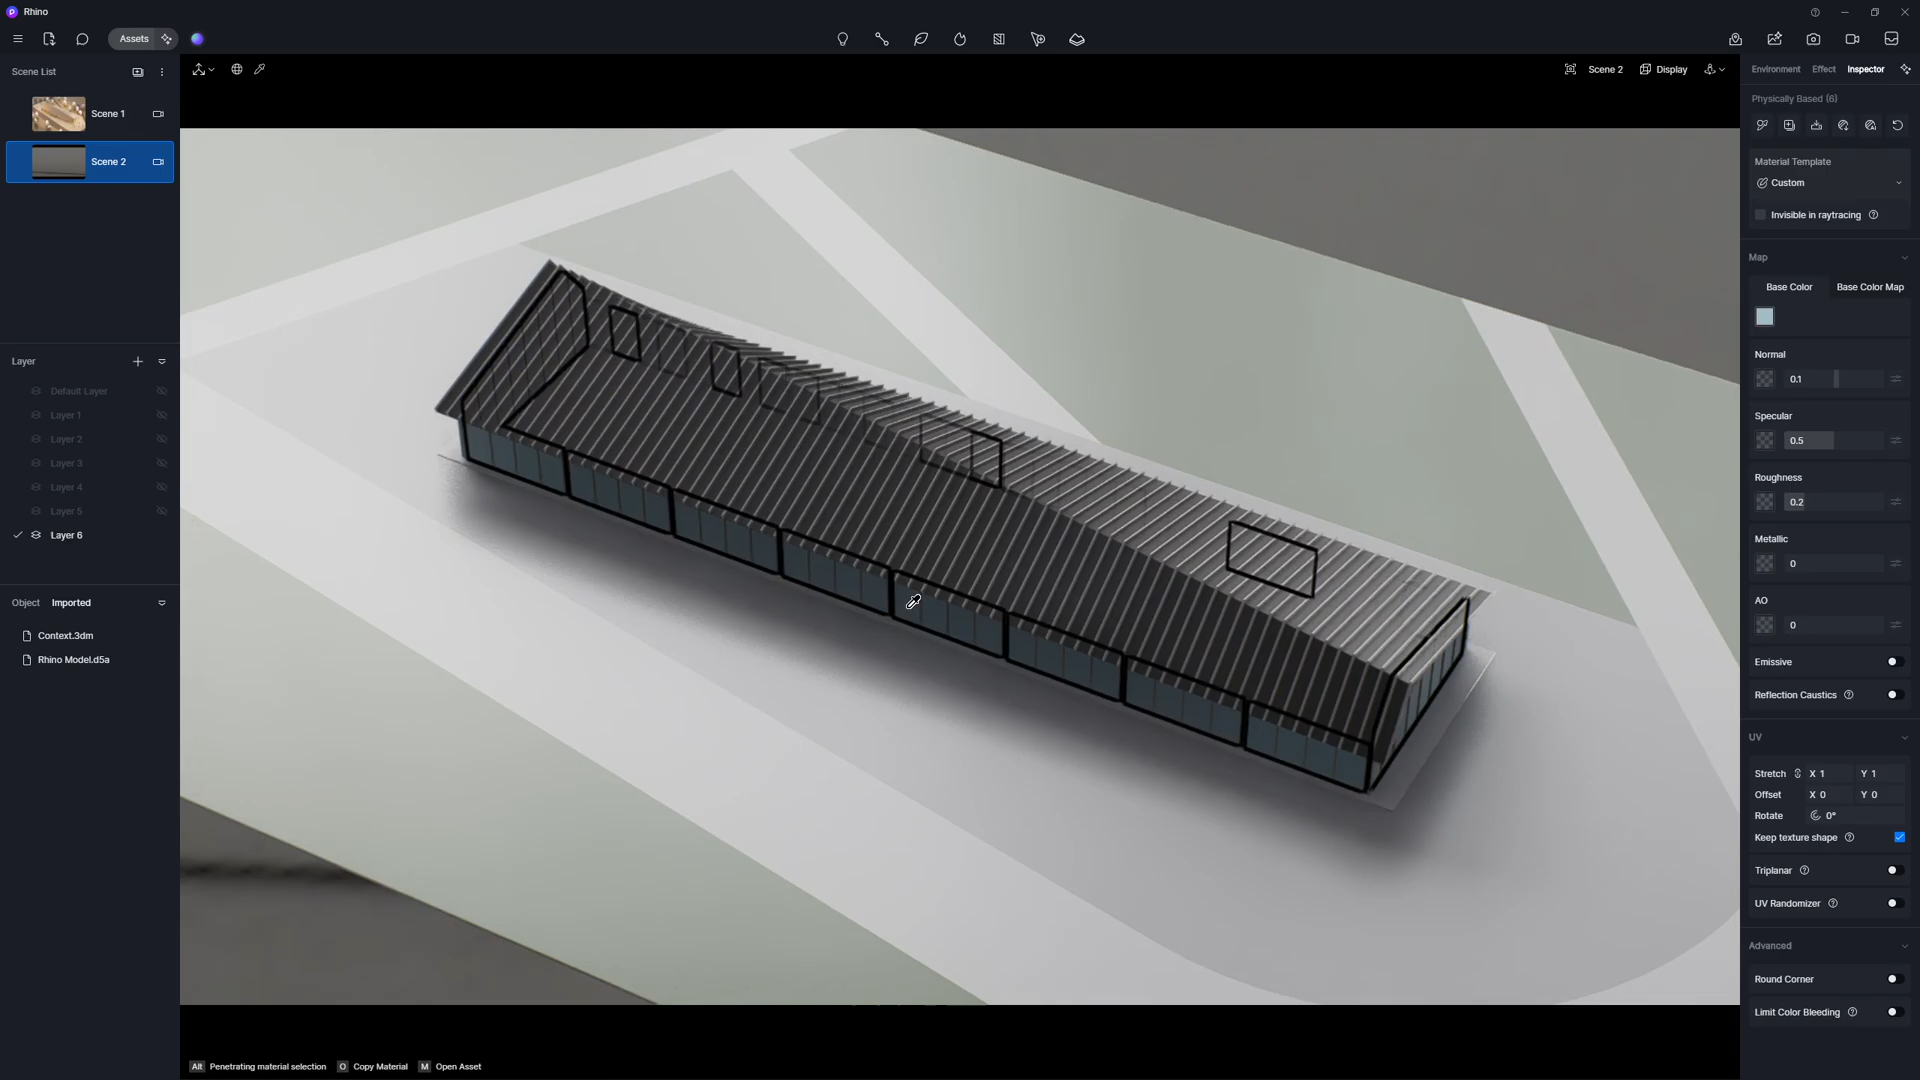 Rhino
Assets
Scene List
Scene 1
Scene 2
Layer
Default Layer
Layer 1
Layer 2
Layer 3
Layer 4
Layer 5
Layer 6
Object Imported
Context.3dm
Rhino Model.d5a
Scene 2 Display
Alt Penetrating material selection O Copy Material M Open Asset
Environment Effect Inspector
Physically Based (6)
Material Template
Custom
Invisible in raytracing
Map
Base Color Base Color Map
Normal
0.1
Specular
0.5
Roughness
0.2
Metallic
0
AO
0
Emissive
Reflection Caustics
UV
Stretch X 1 Y 1
Offset X 0 Y 0
Rotate 0°
Keep texture shape
Triplanar
UV Randomizer
Advanced
Round Corner
Limit Color Bleeding